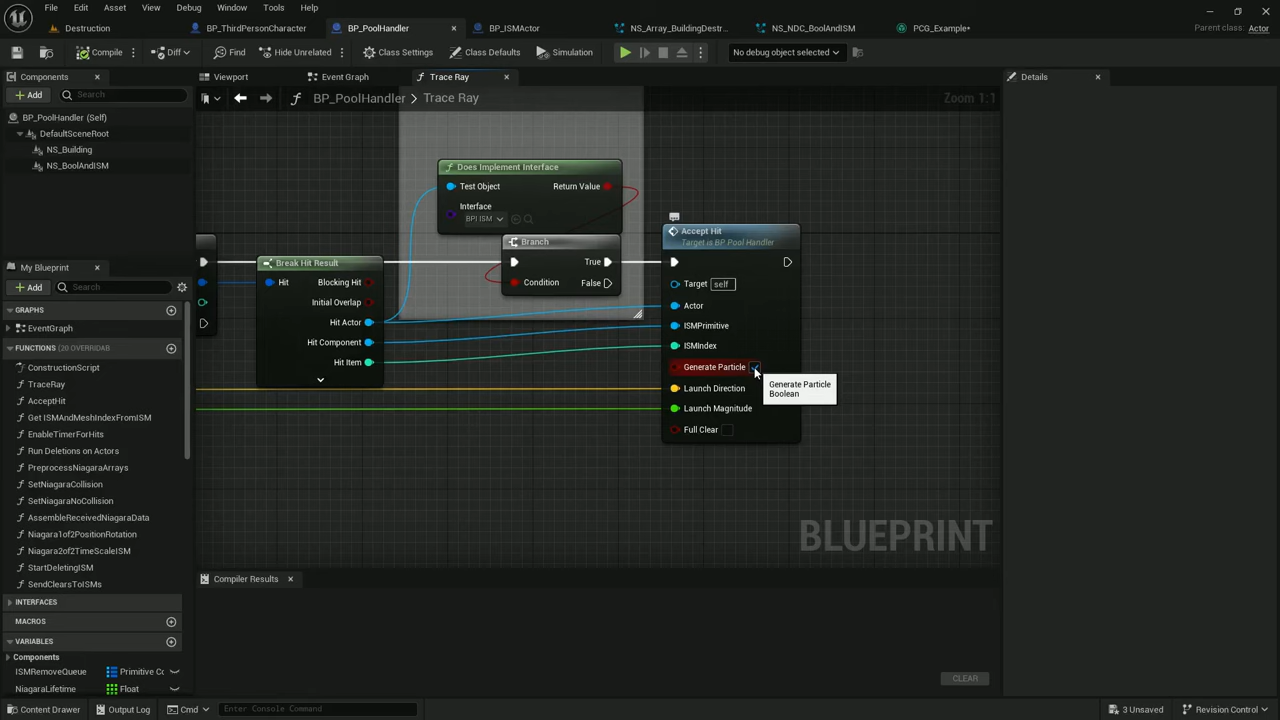 File Edit Asset View Debug Window Tools Help
Destruction BP_ThirdPersonCharacter BP_PoolHandler BP_ISMActor NS_Array_BuildingDestr... NS_NDC_BoolAndISM PCG_Example* Parent class: Actor
Compile Diff Find Hide Unrelated Class Settings Class Defaults Simulation No debug object selected
Components Viewport Event Graph Trace Ray Details
Add Search BP_PoolHandler > Trace Ray Zoom 1:1
BP_PoolHandler (Self)
DefaultSceneRoot
NS_Building
NS_BoolAndISM
Does Implement Interface
Test Object Return Value
Interface
BPI ISM
Branch
True
Condition False
Accept Hit
Target is BP Pool Handler
Target self
Actor
ISMPrimitive
ISMIndex
Generate Particle
Launch Direction
Launch Magnitude
Full Clear
Generate Particle
Boolean
Break Hit Result
Hit Blocking Hit
Initial Overlap
Hit Actor
Hit Component
Hit Item
BLUEPRINT
My Blueprint
Add Search
GRAPHS
EventGraph
FUNCTIONS (20 OVERRIDAB
ConstructionScript
TraceRay
AcceptHit
Get ISMAndMeshIndexFromISM
EnableTimerForHits
Run Deletions on Actors
PreprocessNiagaraArrays
SetNiagaraCollision
SetNiagaraNoCollision
AssembleReceivedNiagaraData
Niagara1of2PositionRotation
Niagara2of2TimeScaleISM
StartDeletingISM
SendClearsToISMs
INTERFACES
MACROS
VARIABLES
Components
ISMRemoveQueue Primitive Cc
NiagaraLifetime Float
Compiler Results
CLEAR
Content Drawer Output Log Cmd Enter Console Command 3 Unsaved Revision Control